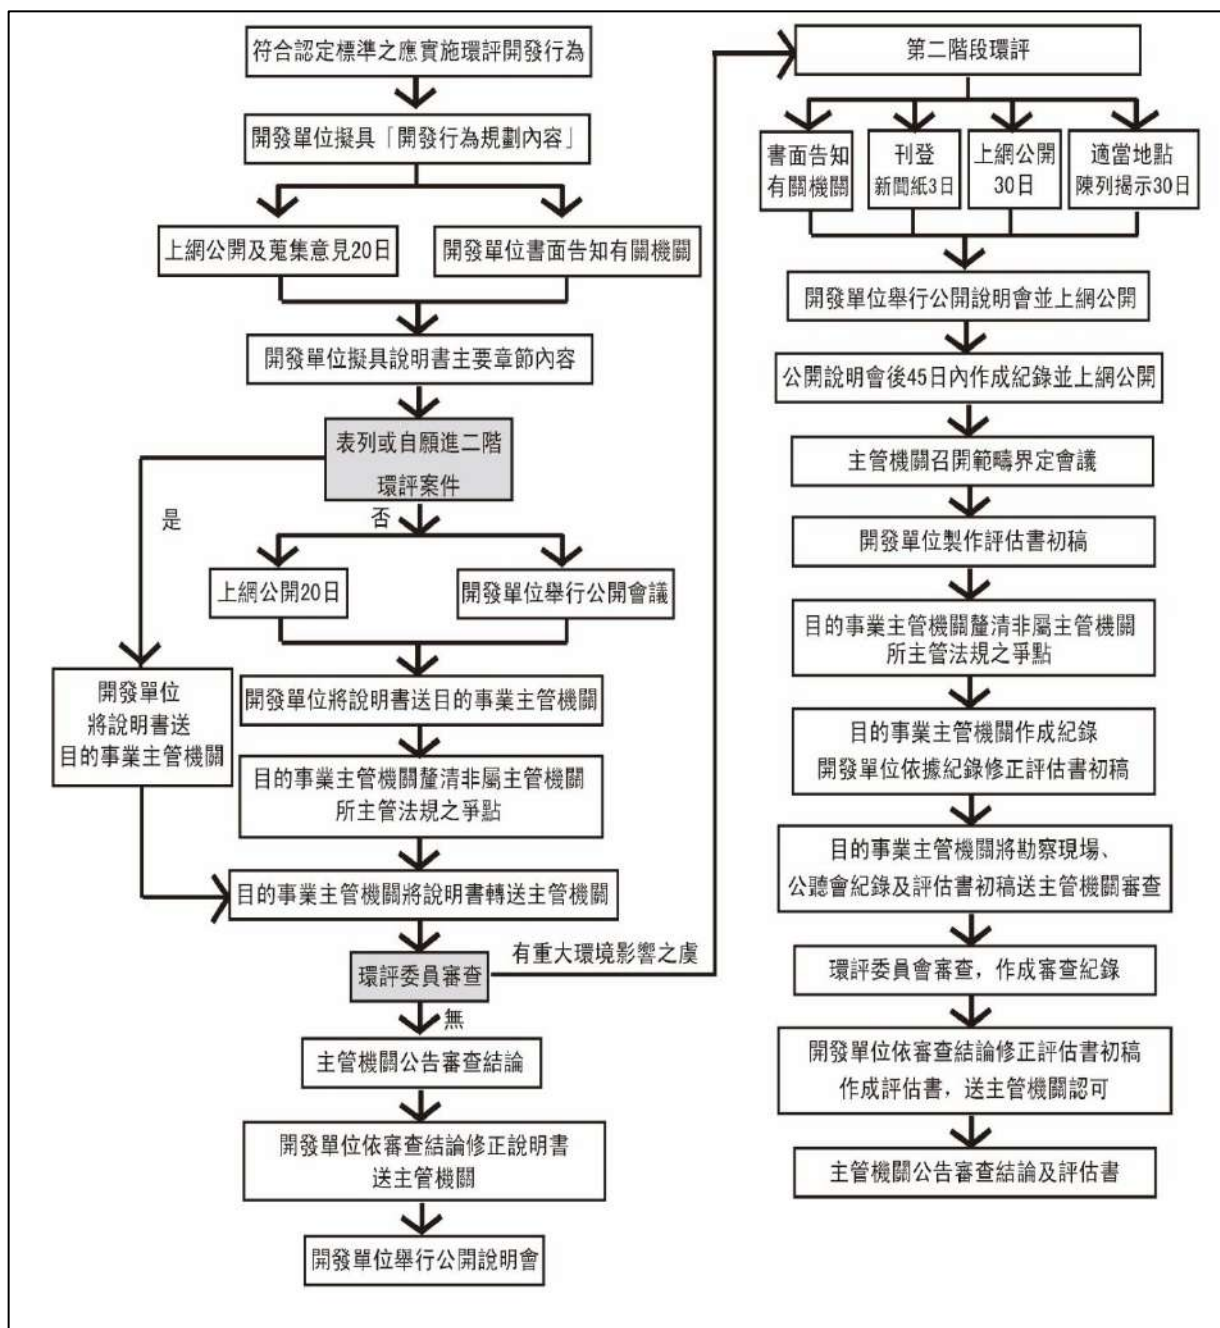 符合認定標準之應實施環評開發行為
開發單位擬具「開發行為規劃內容」
上網公開及蒐集意見20日
開發單位書面告知有關機關
開發單位擬具說明書主要章節內容
表列或自願進二階
環評案件
是
否
上網公開20日
開發單位舉行公開會議
開發單位
將說明書送
目的事業主管機關
開發單位將說明書送目的事業主管機關
目的事業主管機關釐清非屬主管機關
所主管法規之爭點
目的事業主管機關將說明書轉送主管機關
環評委員審查
有重大環境影響之虞
無
主管機關公告審查結論
開發單位依審查結論修正說明書
送主管機關
開發單位舉行公開說明會
第二階段環評
書面告知
有關機關
刊登
新聞紙3日
上網公開
30日
適當地點
陳列揭示30日
開發單位舉行公開說明會並上網公開
公開說明會後45日內作成紀錄並上網公開
主管機關召開範疇界定會議
開發單位製作評估書初稿
目的事業主管機關釐清非屬主管機關
所主管法規之爭點
目的事業主管機關作成紀錄
開發單位依據紀錄修正評估書初稿
目的事業主管機關將勘察現場、
公聽會紀錄及評估書初稿送主管機關審查
環評委員會審查，作成審查紀錄
開發單位依審查結論修正評估書初稿
作成評估書，送主管機關認可
主管機關公告審查結論及評估書